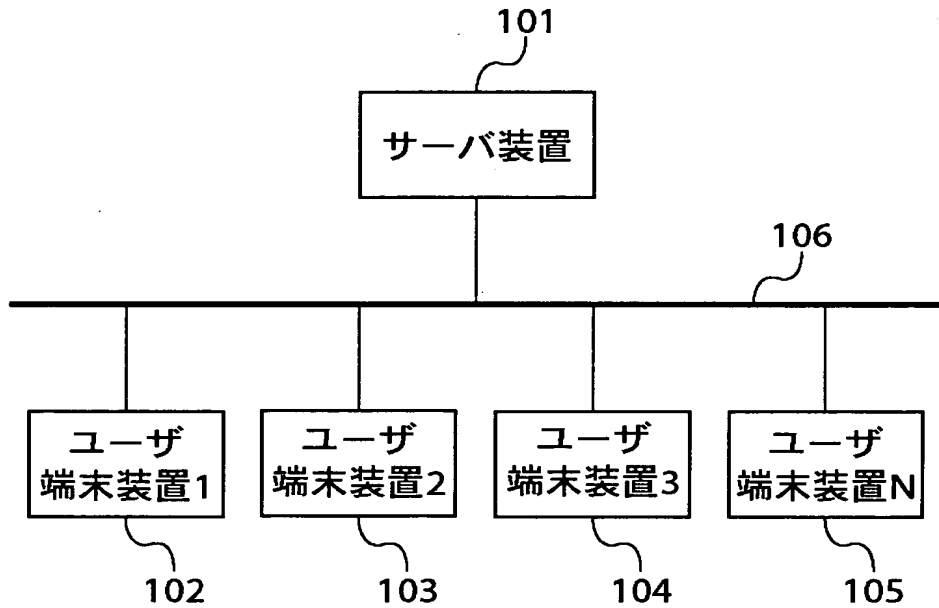 101
サーバ装置
106
ユーザ
端末装置1
ユーザ
端末装置2
ユーザ
端末装置3
ユーザ
端末装置N
102
103
104
105